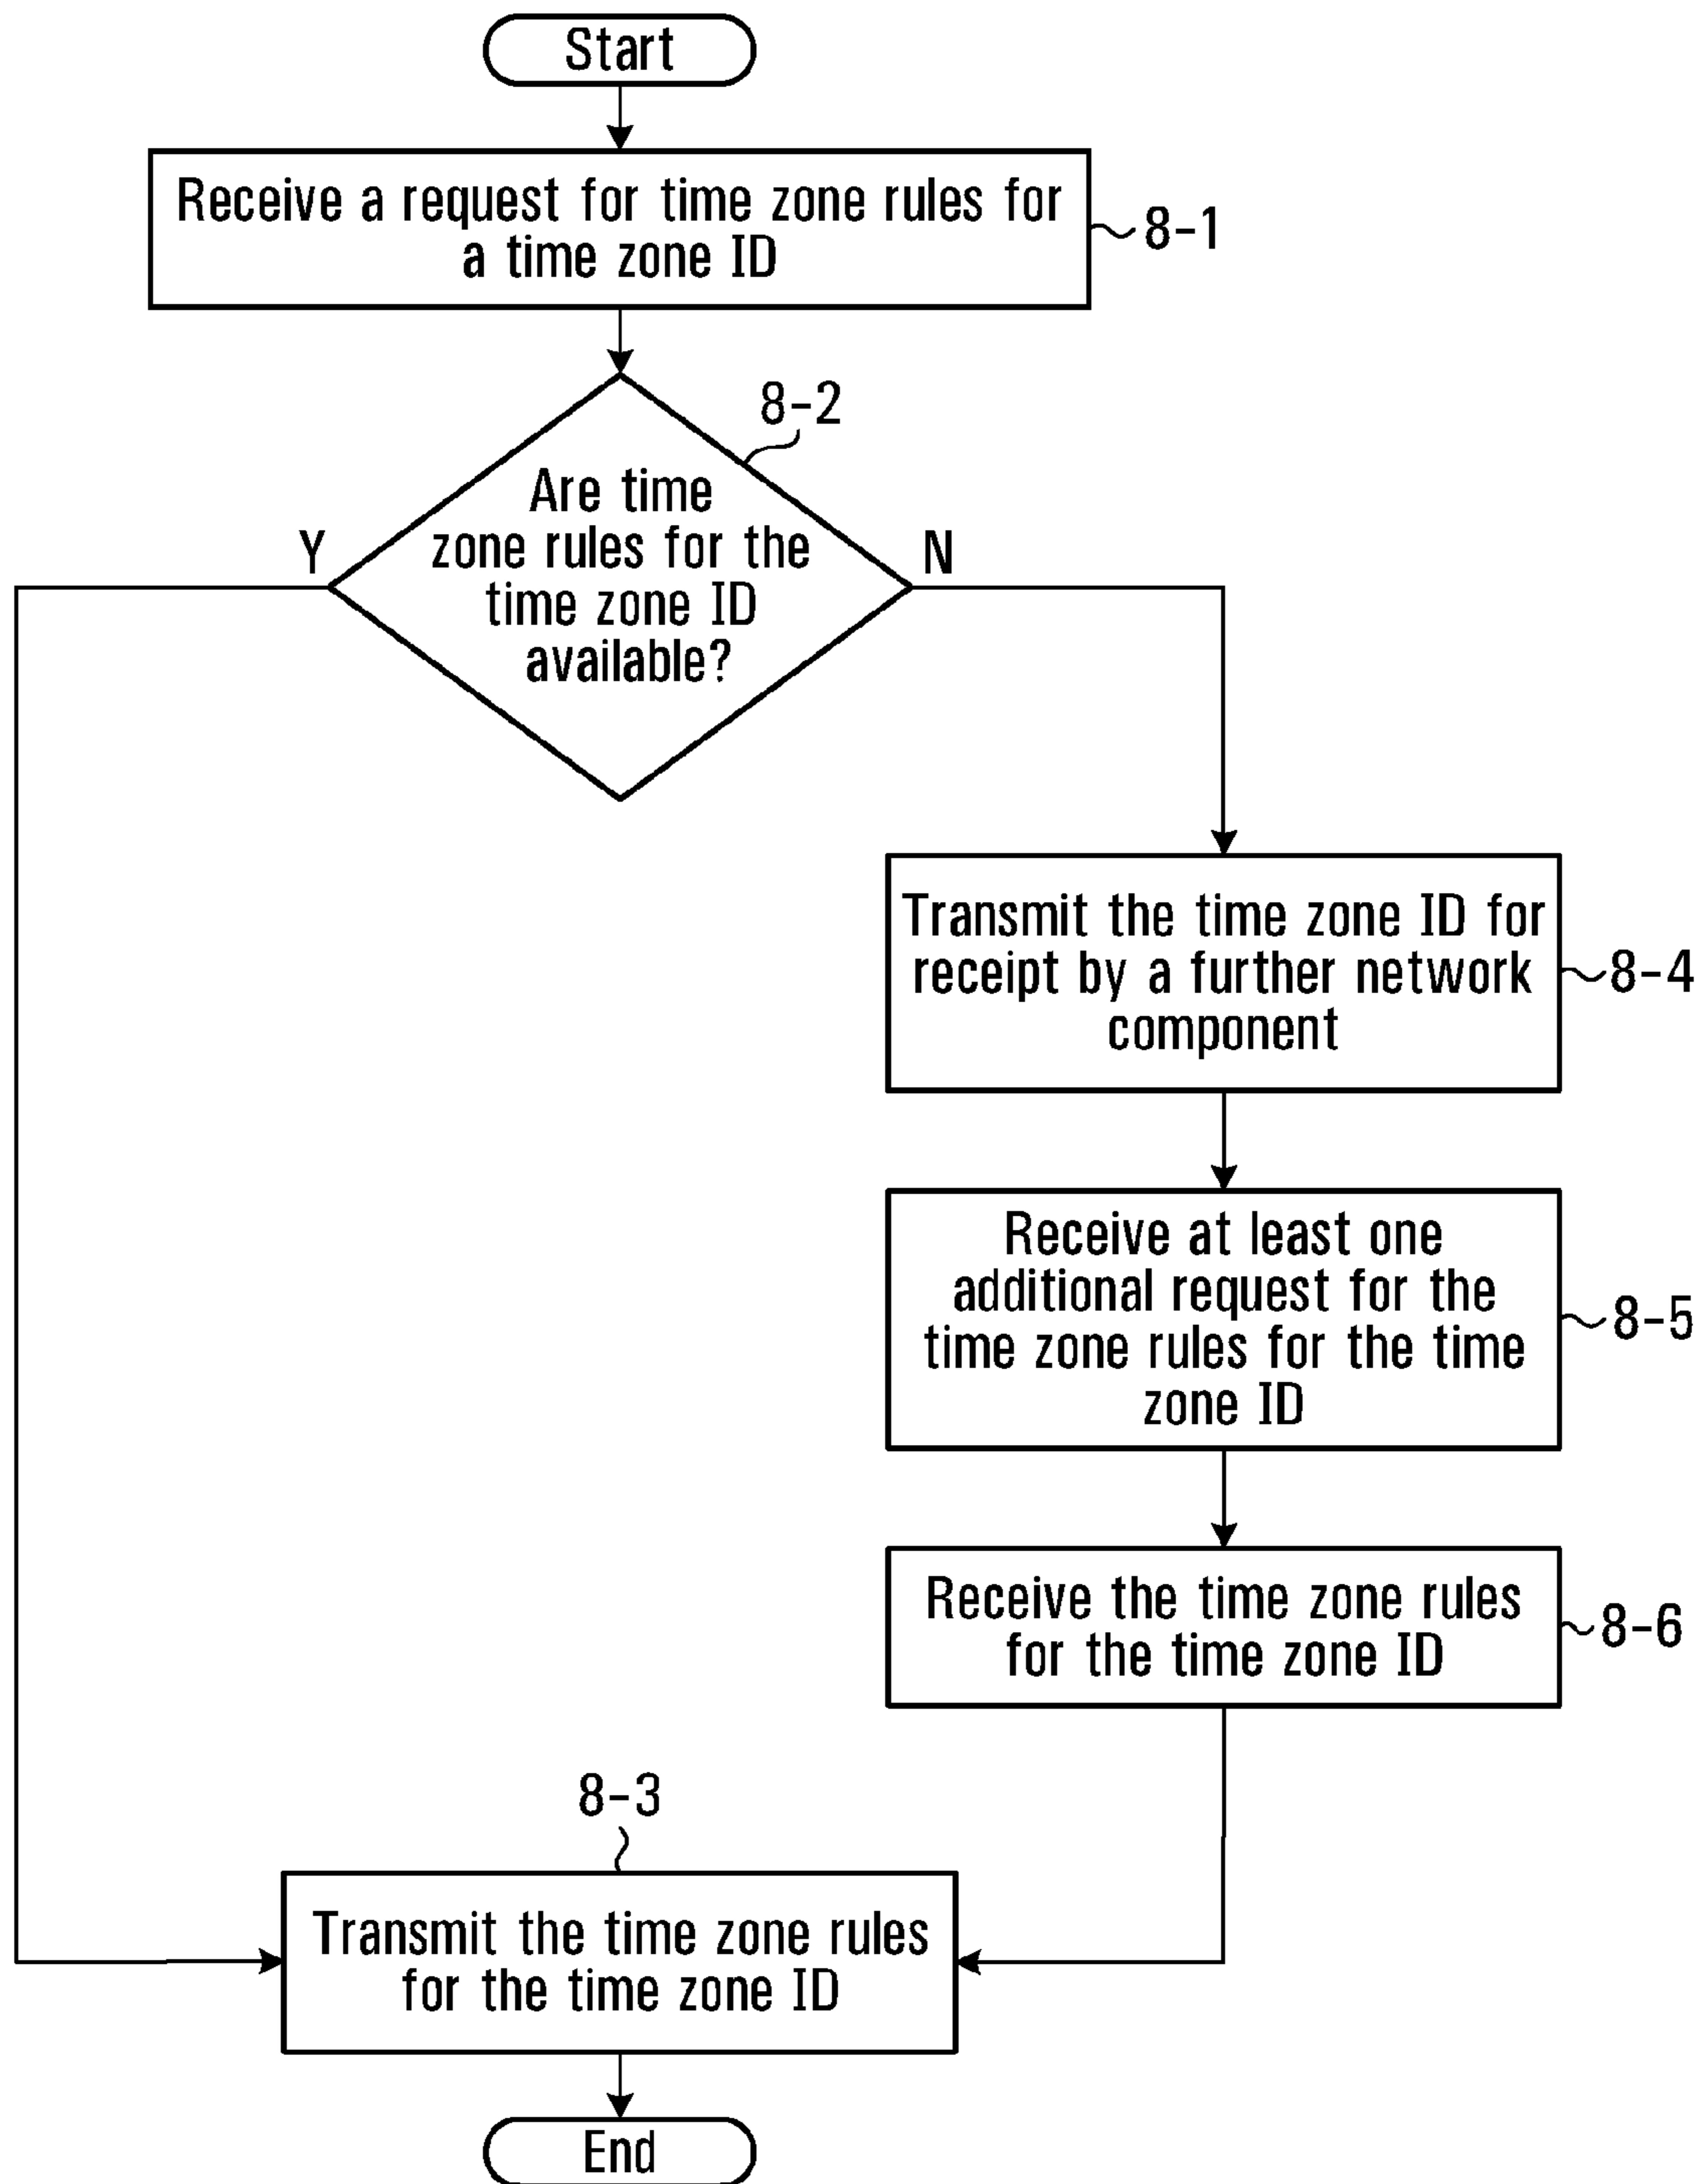 Start
Receive a request for time zone rules for
a time zone ID
8-1
8-2
Are time
zone rules for the
time zone ID
available?
Y
N
Transmit the time zone ID for
receipt by a further network
component
8-4
Receive at least one
additional request for the
time zone rules for the time
zone ID
8-5
Receive the time zone rules
for the time zone ID
8-6
8-3
Transmit the time zone rules
for the time zone ID
End